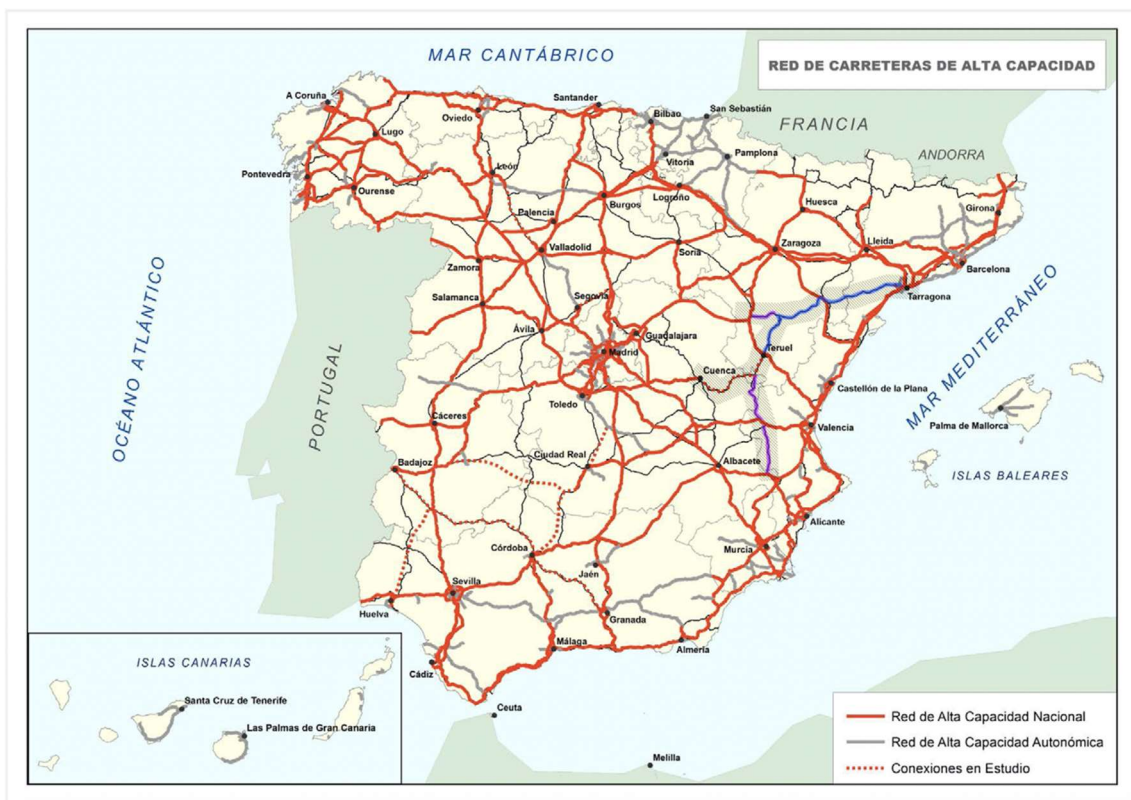 MAR CANTÁBRICO
RED DE CARRETERAS DE ALTA CAPACIDAD
A Coruña
Santander
Oviedo
Bilbao
San Sebastián
FRANCIA
Lugo
Vitoria
Pamplona
ANDORRA
León
Pontevedra
Ourense
Logroño
Burgos
Huesca
Girona
Palencia
Valladolid
Soria
Zaragoza
Lleida
Zamora
Barcelona
Salamanca
Segovia
Tarragona
Ávila
Guadalajara
Madrid
Teruel
OCÉANO ATLÁNTICO
PORTUGAL
MAR MEDITERRÁNEO
Cuenca
Castellón de la Plana
Toledo
Cáceres
Valencia
Palma de Mallorca
Ciudad Real
Albacete
Badajoz
ISLAS BALEARES
Alicante
Córdoba
Murcia
Jaén
Sevilla
Huelva
Granada
Málaga
Almería
Cádiz
Ceuta
Melilla
ISLAS CANARIAS
Santa Cruz de Tenerife
Las Palmas de Gran Canaria
Red de Alta Capacidad Nacional
Red de Alta Capacidad Autonómica
Conexiones en Estudio